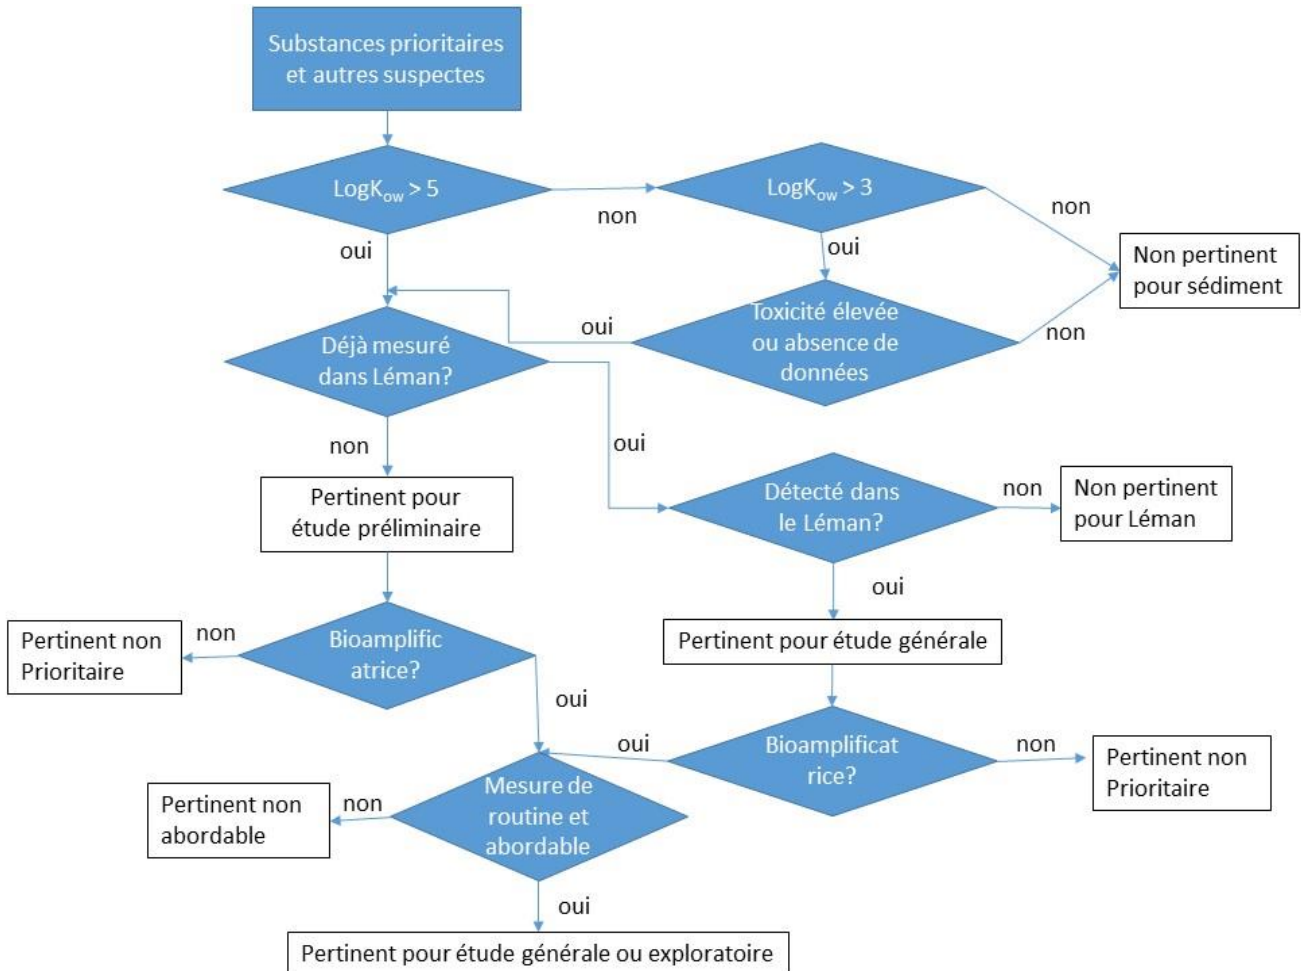 Substances prioritaires
et autres suspectes
LogKow > 5
non
LogKow > 3
non
oui
oui
Non pertinent
pour sédiment
Toxicité élevée
ou absence de
données
oui
non
Déjà mesuré
dans Léman?
non
oui
Pertinent pour
étude préliminaire
Détecté dans
le Léman?
non
Non pertinent
pour Léman
oui
Pertinent pour étude générale
Bioamplific
atrice?
non
Pertinent non
Prioritaire
oui
Bioamplificat
rice?
oui
non
Pertinent non
Prioritaire
Mesure de
routine et
abordable
non
Pertinent non
abordable
oui
Pertinent pour étude générale ou exploratoire